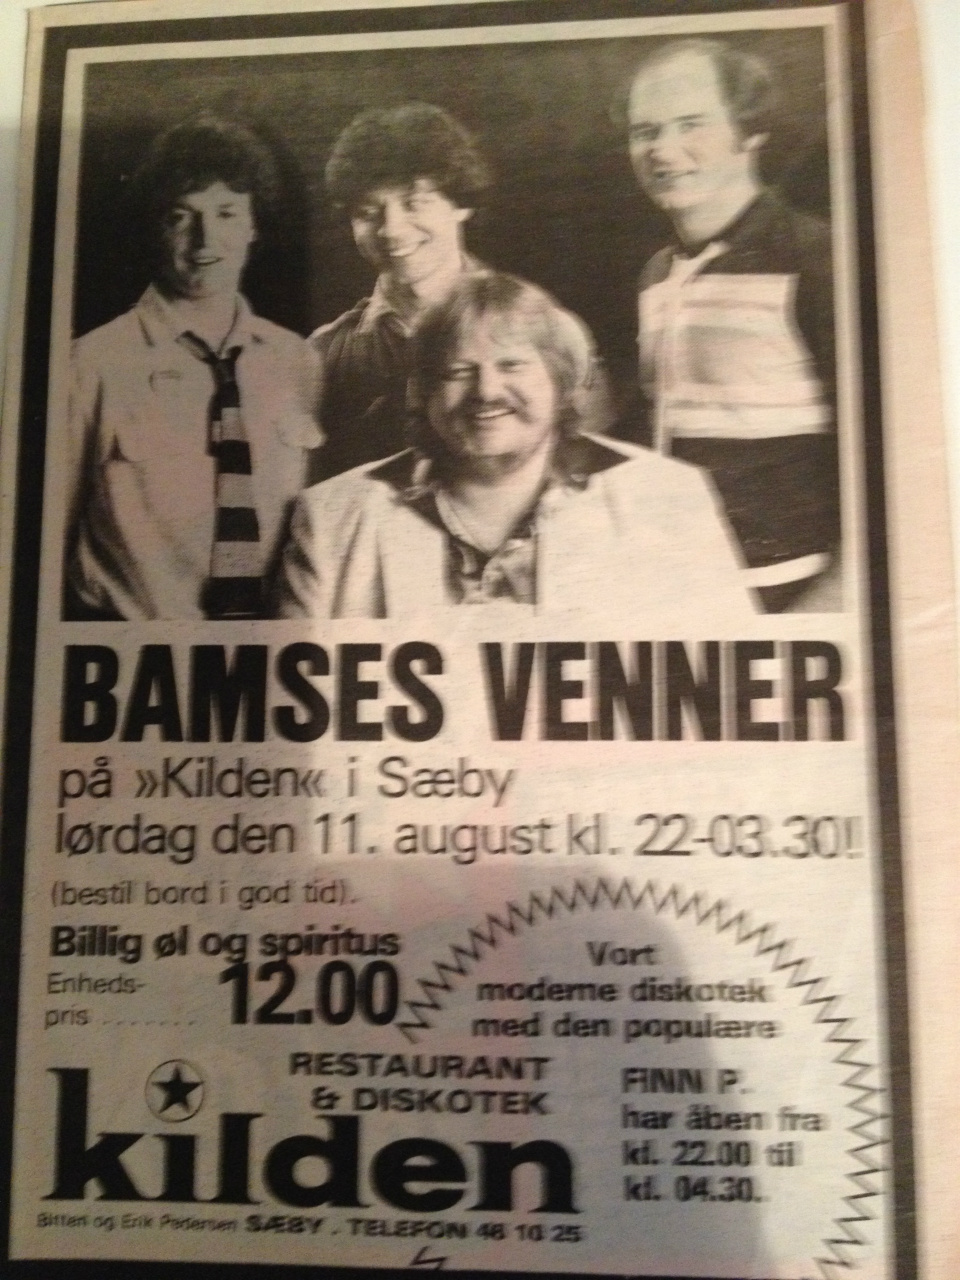 BAMSES VENNER
på »Kilden« i Sæby
lørdag den 11. august kl. 22-03.30!
(bestil bord i god tid).
Billig øl og spiritus
Enheds-
pris ........ 12.00
Vort
moderne diskotek
med den populære
FINN P.
har åben fra
kl. 22.00 til
kl. 04.30.
RESTAURANT
& DISKOTEK
kilden
Bitten og Erik Pedersen SÆBY . TELEFON 46 10 25